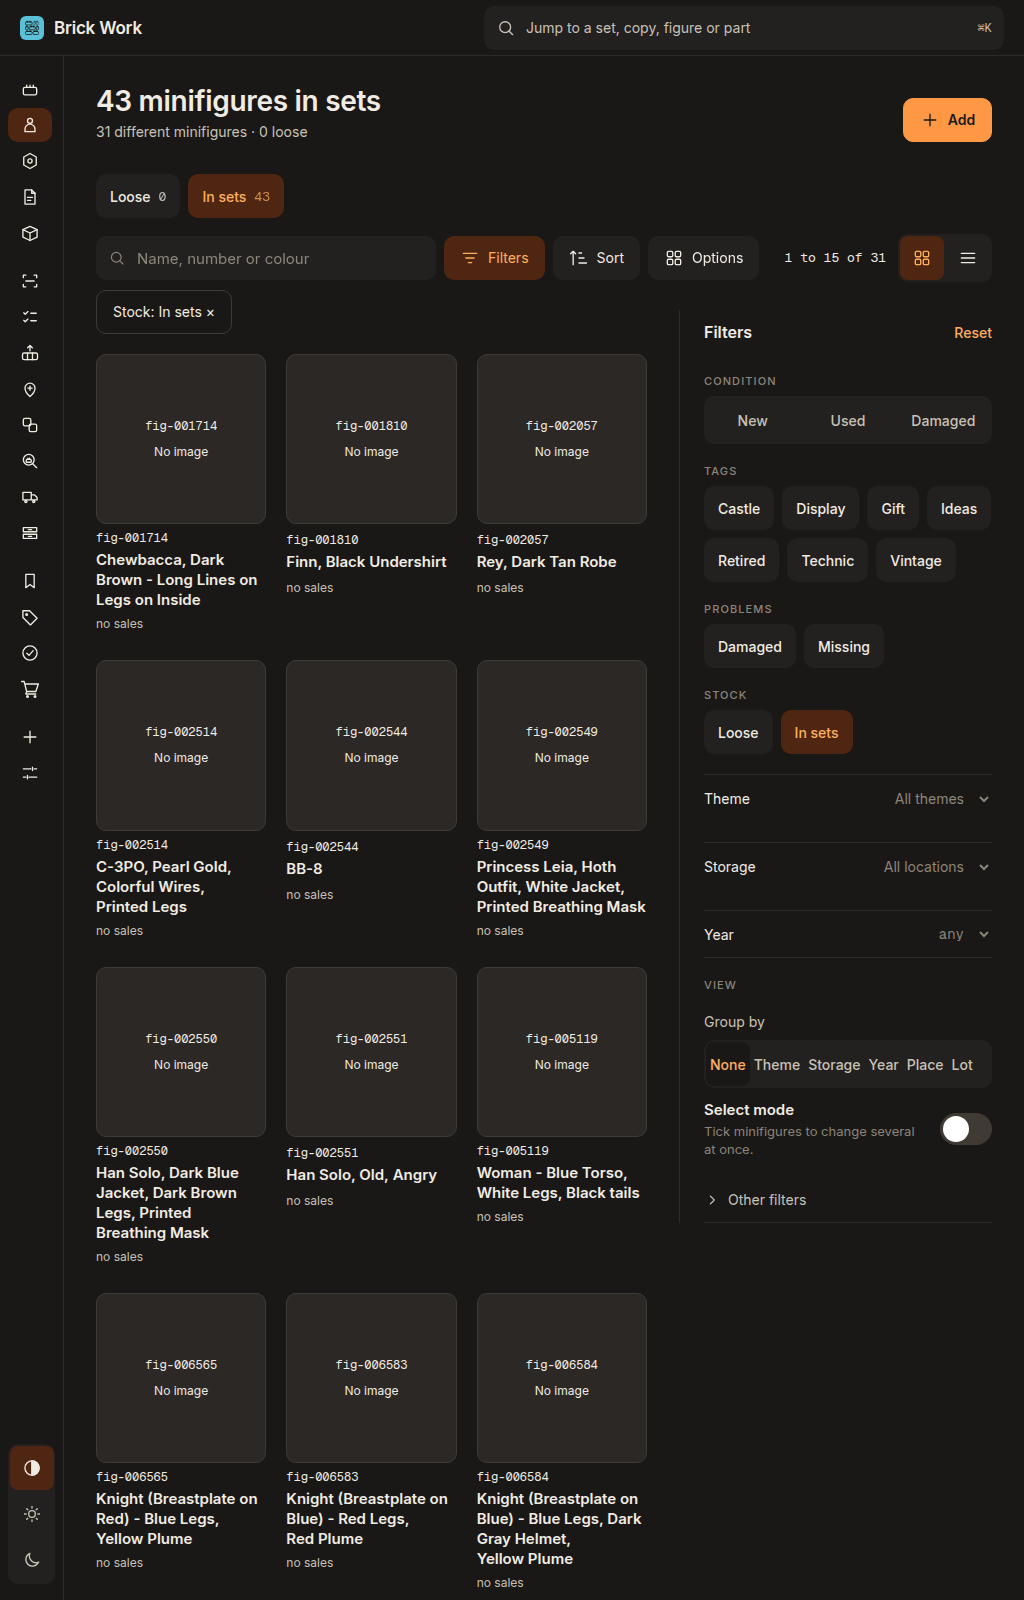 Brick Work
Jump to a set, copy, figure or part
⌘K
43 minifigures in sets
31 different minifigures · 0 loose
Add
Loose 0
In sets 43
Name, number or colour
Filters
Sort
Options
1 to 15 of 31
Stock: In sets ×
fig-001714
No image
fig-001714
Chewbacca, Dark
Brown - Long Lines on
Legs on Inside
no sales
fig-001810
No image
fig-001810
Finn, Black Undershirt
no sales
fig-002057
No image
fig-002057
Rey, Dark Tan Robe
no sales
fig-002514
No image
fig-002514
C-3PO, Pearl Gold,
Colorful Wires,
Printed Legs
no sales
fig-002544
No image
fig-002544
BB-8
no sales
fig-002549
No image
fig-002549
Princess Leia, Hoth
Outfit, White Jacket,
Printed Breathing Mask
no sales
fig-002550
No image
fig-002550
Han Solo, Dark Blue
Jacket, Dark Brown
Legs, Printed
Breathing Mask
no sales
fig-002551
No image
fig-002551
Han Solo, Old, Angry
no sales
fig-005119
No image
fig-005119
Woman - Blue Torso,
White Legs, Black tails
no sales
fig-006565
No image
fig-006565
Knight (Breastplate on
Red) - Blue Legs,
Yellow Plume
no sales
fig-006583
No image
fig-006583
Knight (Breastplate on
Blue) - Red Legs,
Red Plume
no sales
fig-006584
No image
fig-006584
Knight (Breastplate on
Blue) - Blue Legs, Dark
Gray Helmet,
Yellow Plume
no sales
Filters
Reset
CONDITION
New
Used
Damaged
TAGS
Castle
Display
Gift
Ideas
Retired
Technic
Vintage
PROBLEMS
Damaged
Missing
STOCK
Loose
In sets
Theme
All themes
Storage
All locations
Year
any
VIEW
Group by
None
Theme
Storage
Year
Place
Lot
Select mode
Tick minifigures to change several
at once.
Other filters